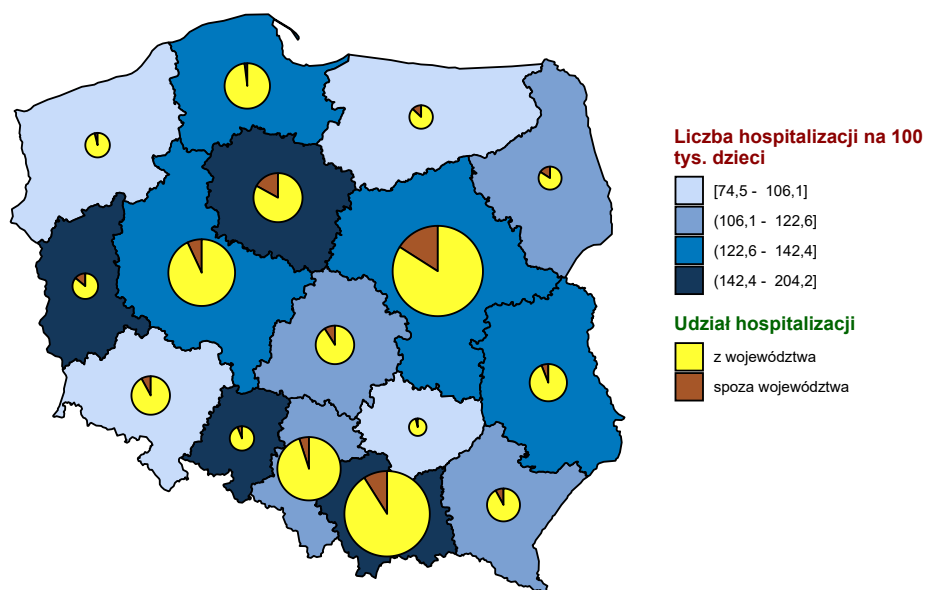 Liczba hospitalizacji na 100
tys. dzieci
[74,5 - 106,1]
(106,1 - 122,6]
(122,6 - 142,4]
(142,4 - 204,2]
Udział hospitalizacji
z województwa
spoza województwa